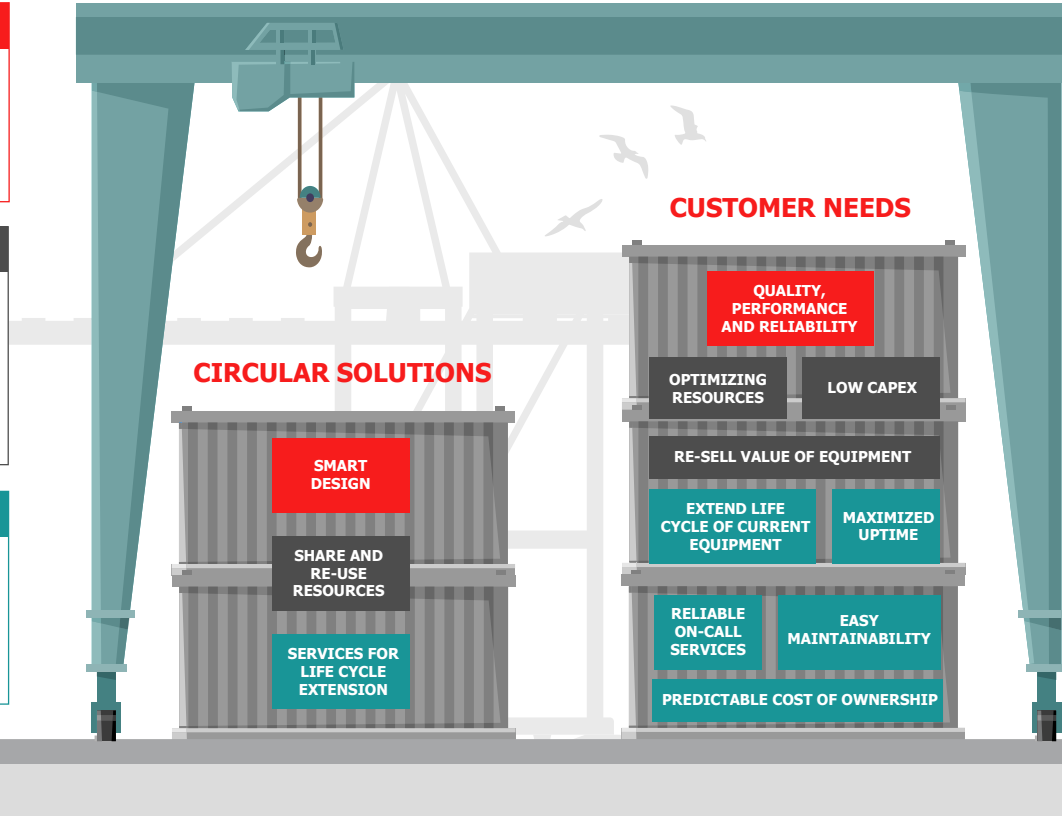 CUSTOMER NEEDS
QUALITY,
PERFORMANCE
AND RELIABILITY
OPTIMIZING
RESOURCES
LOW CAPEX
RE-SELL VALUE OF EQUIPMENT
EXTEND LIFE
CYCLE OF CURRENT
EQUIPMENT
MAXIMIZED
UPTIME
RELIABLE
ON-CALL
SERVICES
EASY
MAINTAINABILITY
PREDICTABLE COST OF OWNERSHIP
CIRCULAR SOLUTIONS
SMART
DESIGN
SHARE AND
RE-USE
RESOURCES
SERVICES FOR
LIFE CYCLE
EXTENSION